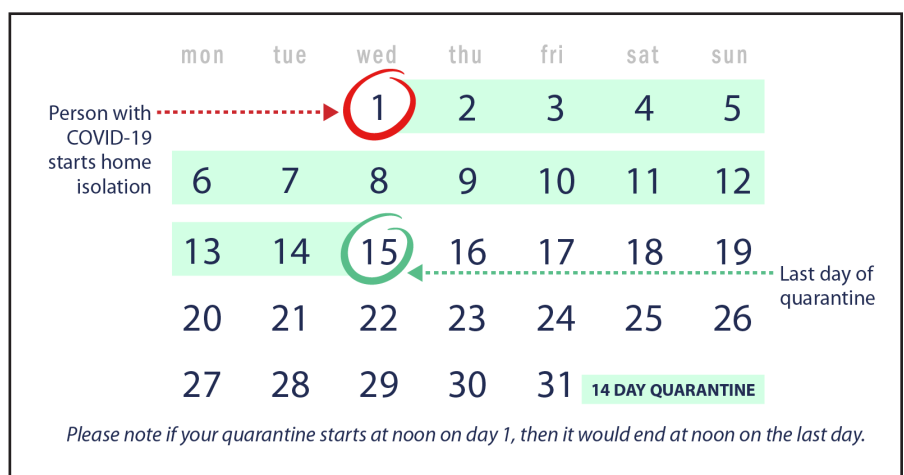 mon tue wed thu fri sat sun
Person with
COVID-19
starts home
isolation
1 2 3 4 5
6 7 8 9 10 11 12
13 14 15 16 17 18 19
Last day of
quarantine
20 21 22 23 24 25 26
27 28 29 30 31 14 DAY QUARANTINE
Please note if your quarantine starts at noon on day 1, then it would end at noon on the last day.